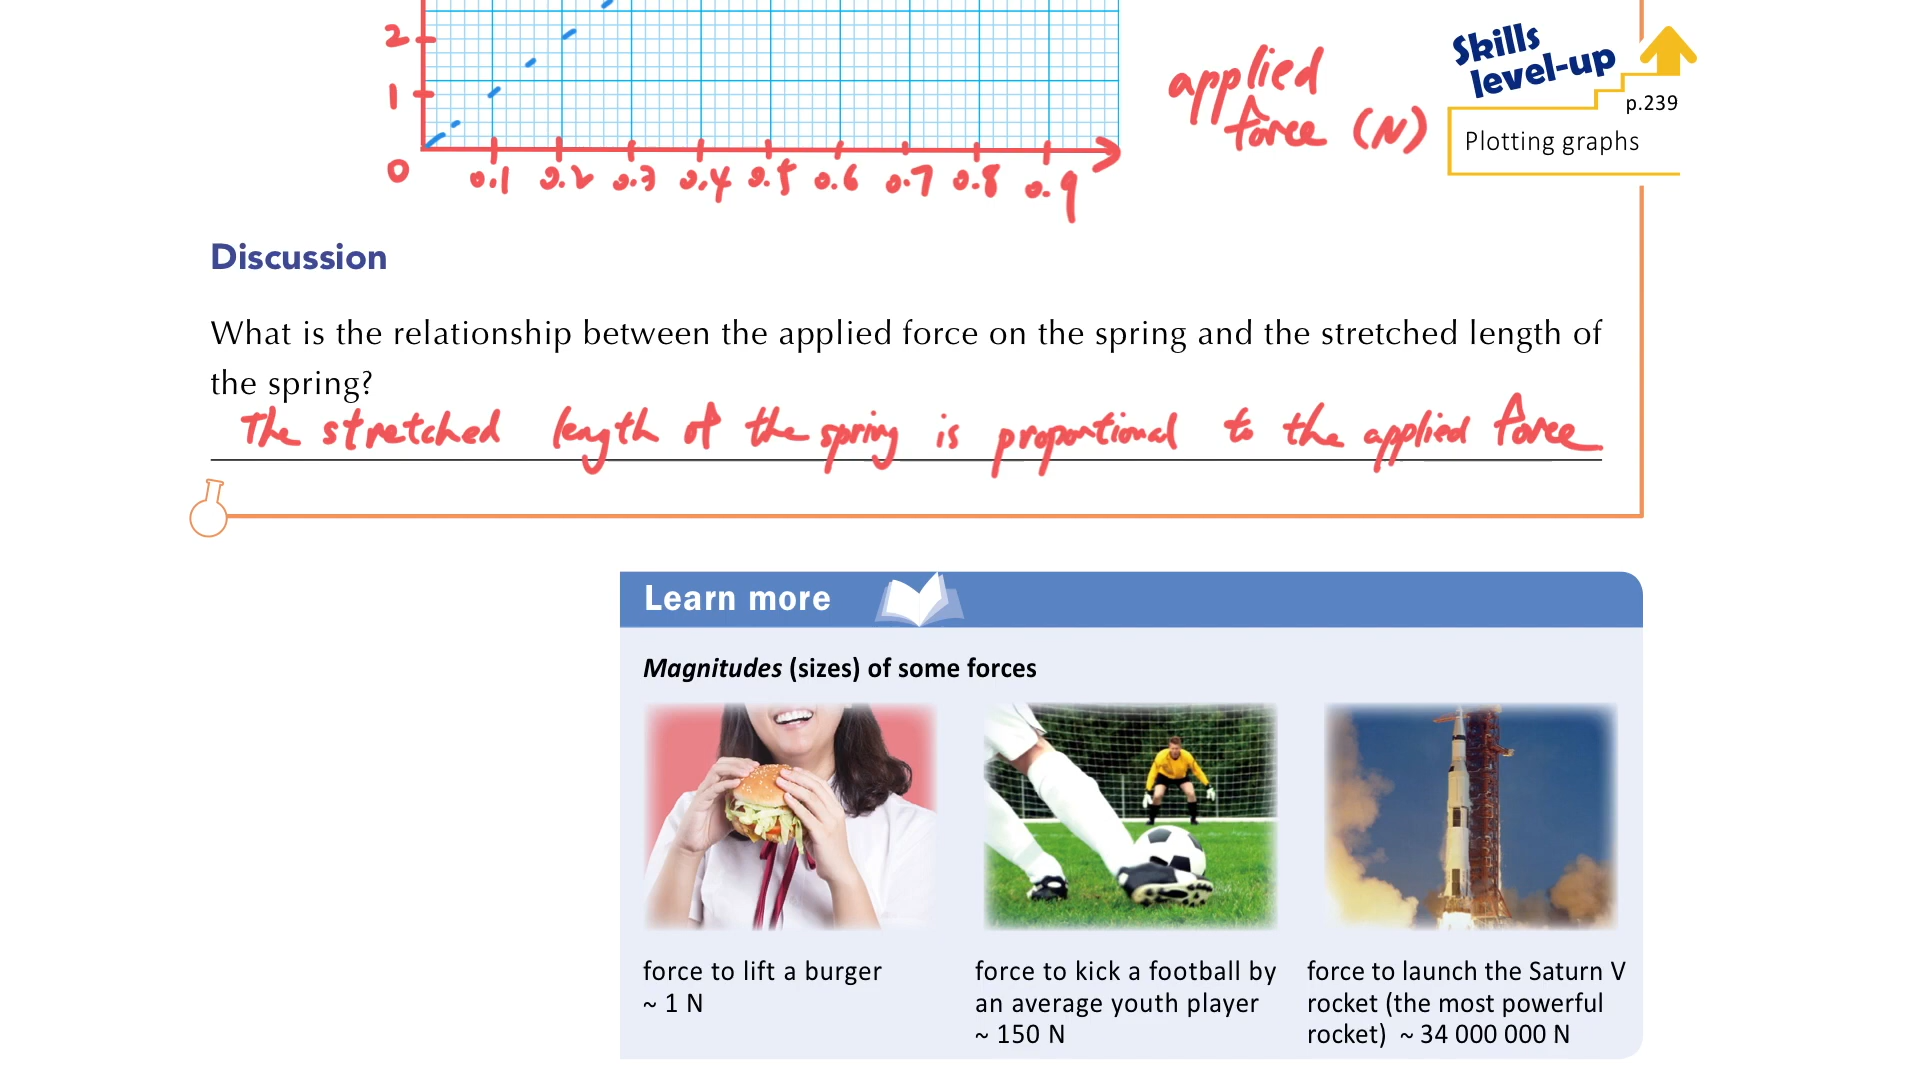 2
1
0
0.1 0.2 0.3 0.4 0.5 0.6 0.7 0.8 0.9
applied
force (N)
Skills
level-up
p.239
Plotting graphs
Discussion
What is the relationship between the applied force on the spring and the stretched length of
the spring?
The stretched length of the spring is proportional to the applied force
Learn more
Magnitudes (sizes) of some forces
force to lift a burger
~ 1 N
force to kick a football by
an average youth player
~ 150 N
force to launch the Saturn V
rocket (the most powerful
rocket) ~ 34 000 000 N